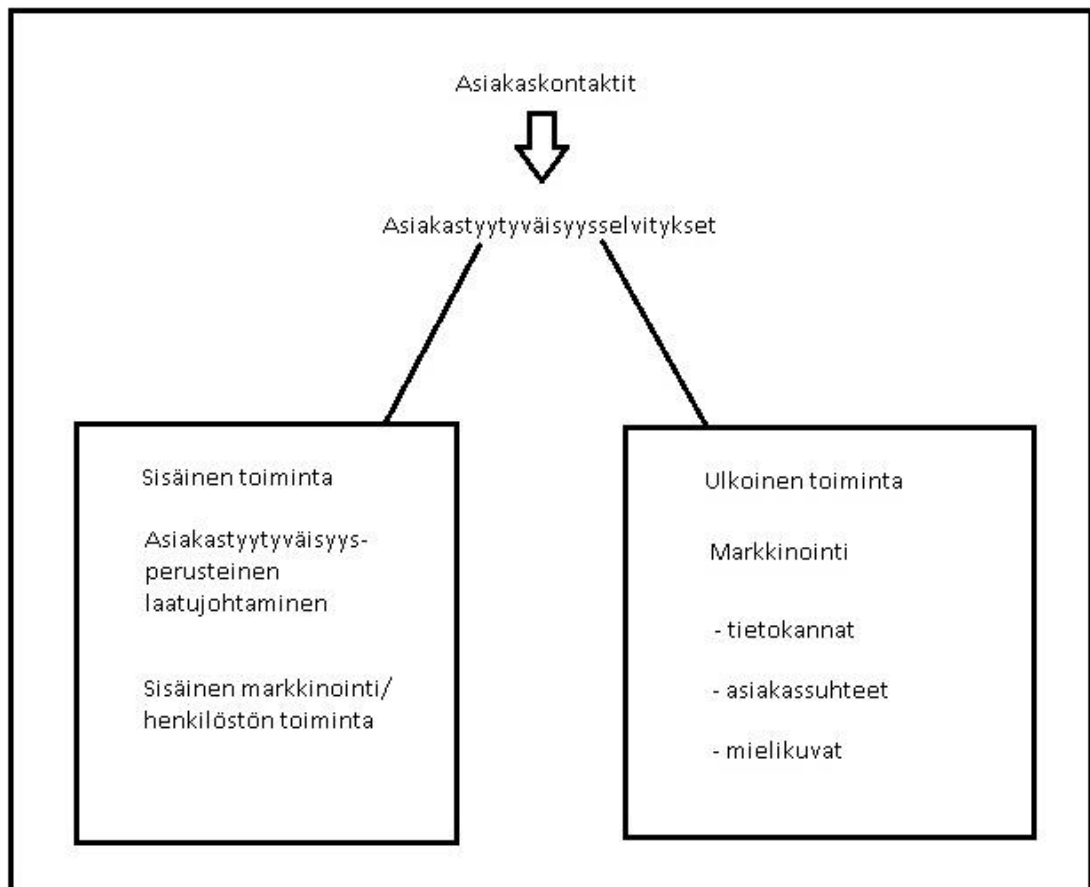 Asiakaskontaktit
Asiakastyytyväisyysselvitykset
Sisäinen toiminta
Asiakastyytyväisyys-
perusteinen
laatujohtaminen
Sisäinen markkinointi/
henkilöstön toiminta
Ulkoinen toiminta
Markkinointi
- tietokannat
- asiakassuhteet
- mielikuvat